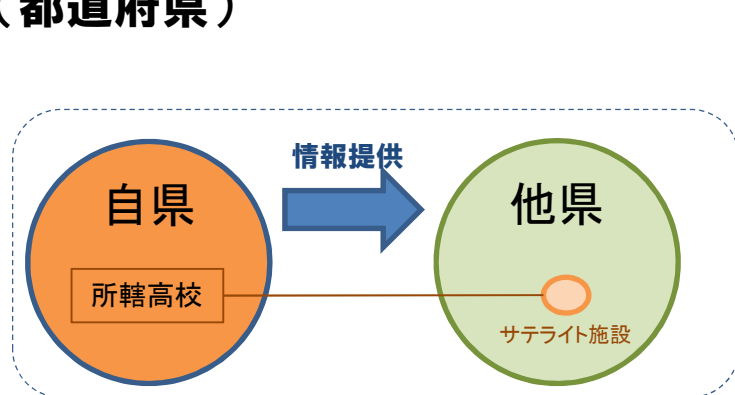 (都道府県)
情報提供
自県
他県
所轄高校
サテライト施設